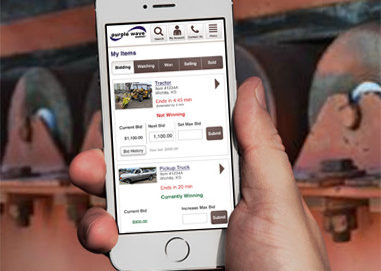 purple wave
Search
My Account
Contact Us
Menu
My Items
Bidding Watching Won Selling Sold
Tractor
Item #1234A
Wichita, KS
Ends in 4:45 min
Not Winning
Current Bid Next Bid Set Max Bid
$1,100.00 1,100.00 Submit
Bid History
Pickup Truck
Item #1234A
Wichita, KS
Ends in 20 min
Currently Winning
Current Bid Increase Max Bid
Submit